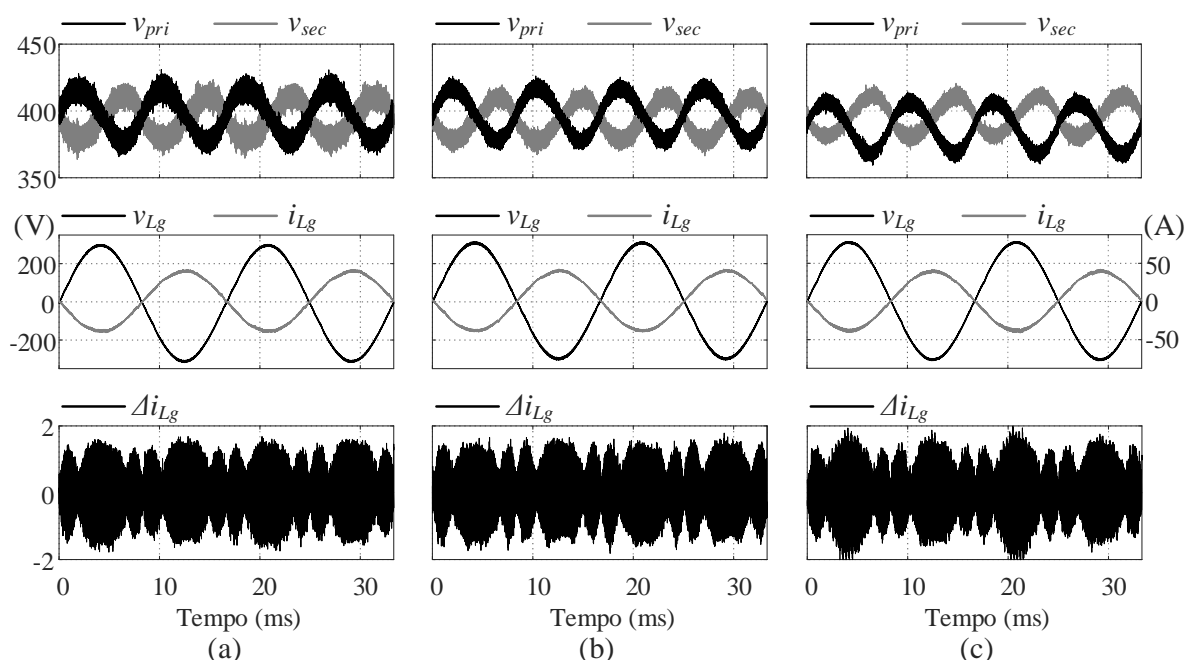 v_pri v_sec v_pri v_sec v_pri v_sec
450
400
350
(V) v_Lg i_Lg v_Lg i_Lg v_Lg i_Lg (A)
200 50
0 0
-200 -50
Δi_Lg Δi_Lg Δi_Lg
2
0
-2
0 10 20 30 0 10 20 30 0 10 20 30
Tempo (ms) Tempo (ms) Tempo (ms)
(a) (b) (c)